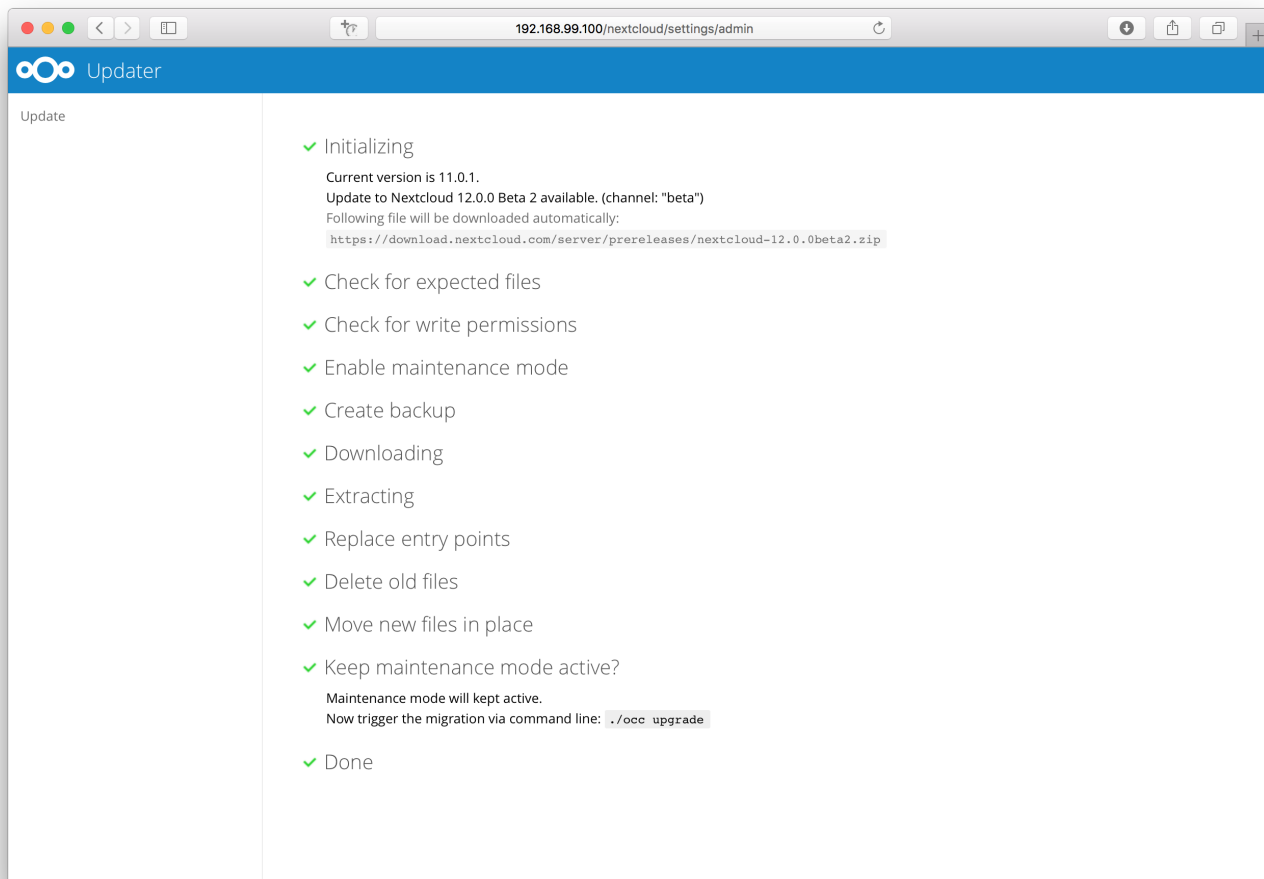 192.168.99.100/nextcloud/settings/admin
Updater
Update
Initializing
Current version is 11.0.1.
Update to Nextcloud 12.0.0 Beta 2 available. (channel: "beta")
Following file will be downloaded automatically:
https://download.nextcloud.com/server/prereleases/nextcloud-12.0.0beta2.zip
Check for expected files
Check for write permissions
Enable maintenance mode
Create backup
Downloading
Extracting
Replace entry points
Delete old files
Move new files in place
Keep maintenance mode active?
Maintenance mode will kept active.
Now trigger the migration via command line: ./occ upgrade
Done